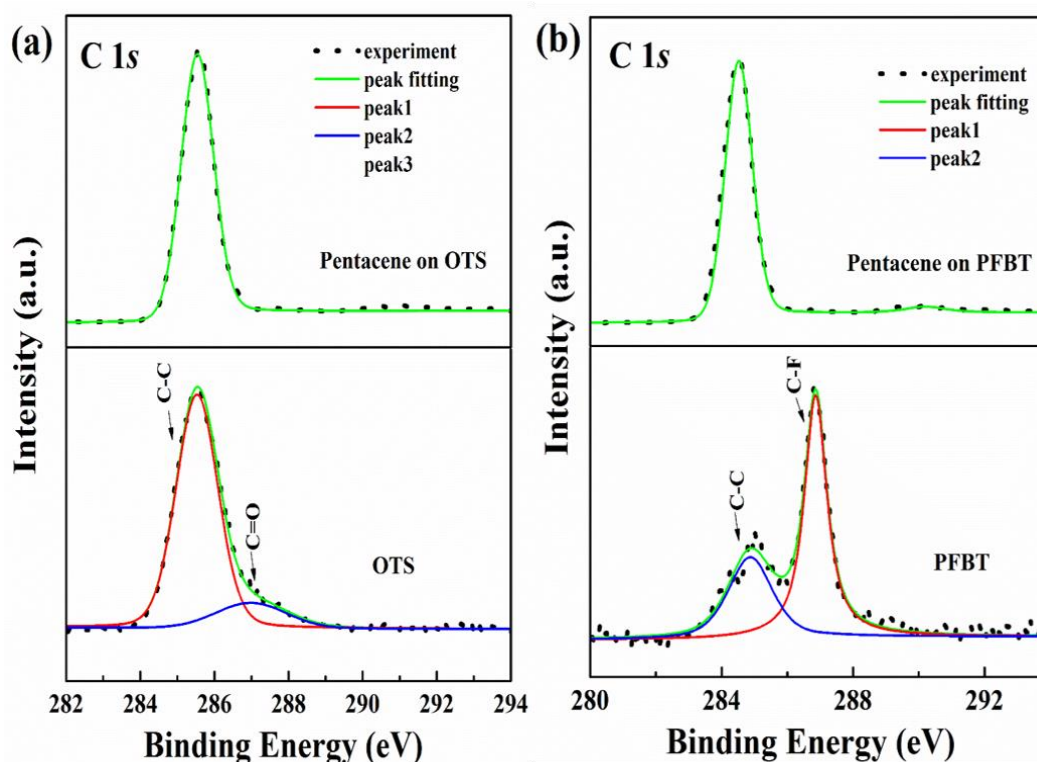 (a)
C 1s
experiment
peak fitting
peak1
peak2
peak3
Pentacene on OTS
C-C
C=O
OTS
Intensity (a.u.)
282 284 286 288 290 292 294
Binding Energy (eV)
(b)
C 1s
experiment
peak fitting
peak1
peak2
Pentacene on PFBT
C-F
C-C
PFBT
Intensity (a.u.)
280 284 288 292
Binding Energy (eV)